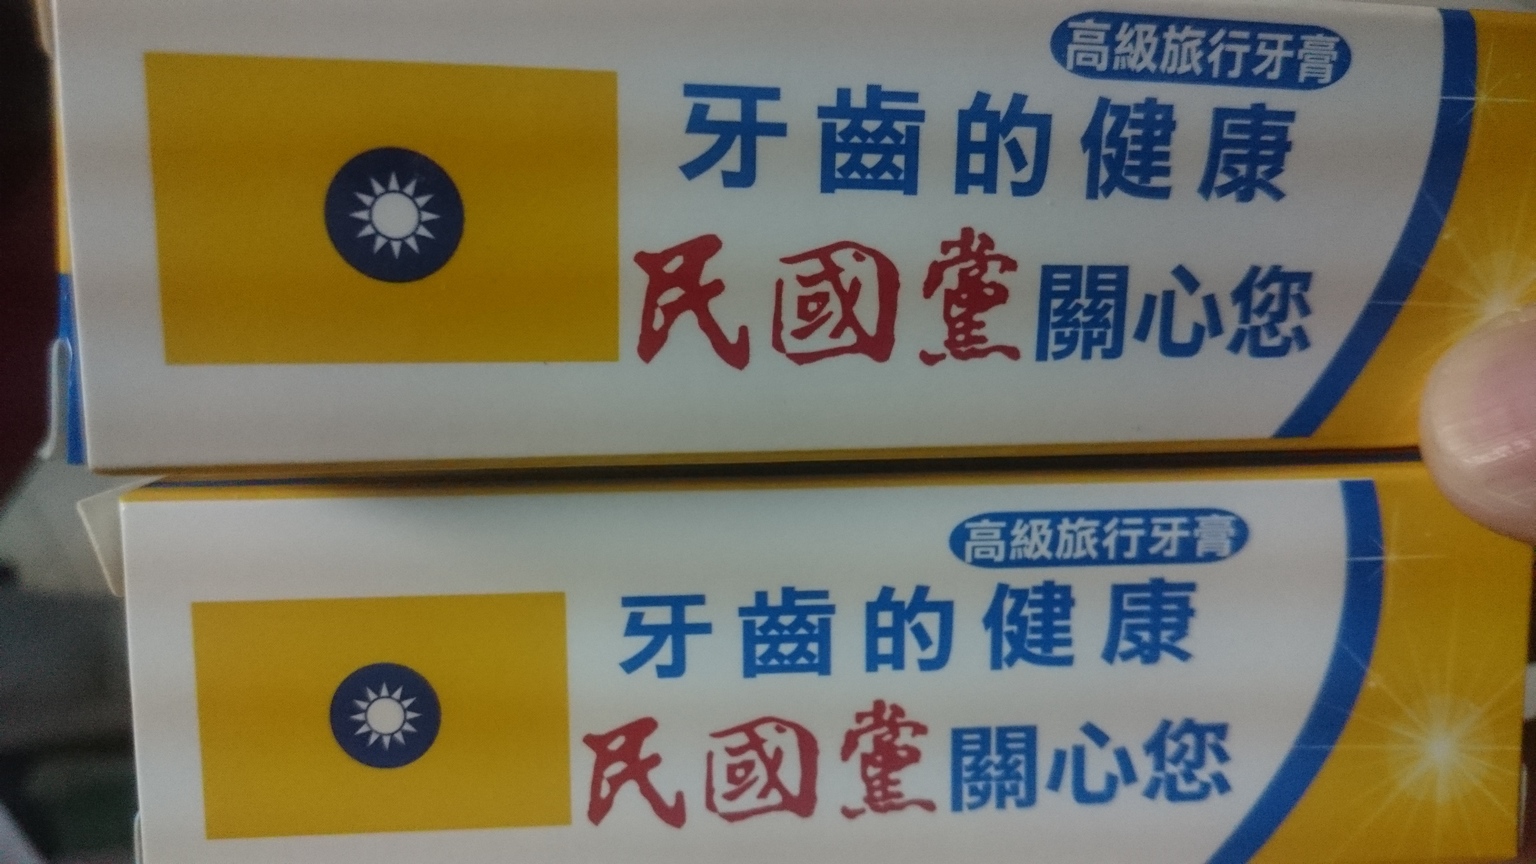 高級旅行牙膏
牙齒的健康
民國黨關心您
高級旅行牙膏
牙齒的健康
民國黨關心您